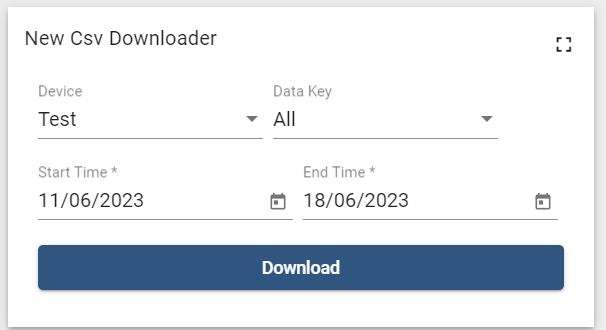 New Csv Downloader
Device Data Key
Test All
Start Time * End Time *
11/06/2023 18/06/2023
Download